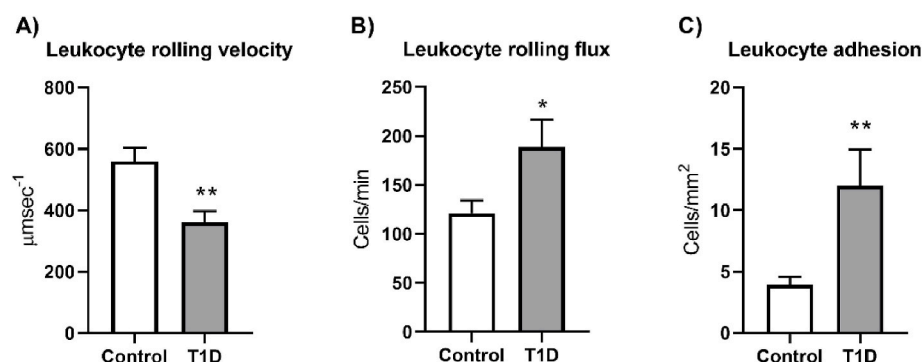 A)
Leukocyte rolling velocity
800
600
400
200
0
µmsec⁻¹
**
Control T1D
B)
Leukocyte rolling flux
250
200
150
100
50
0
Cells/min
*
Control T1D
C)
Leukocyte adhesion
20
15
10
5
0
Cells/mm²
**
Control T1D